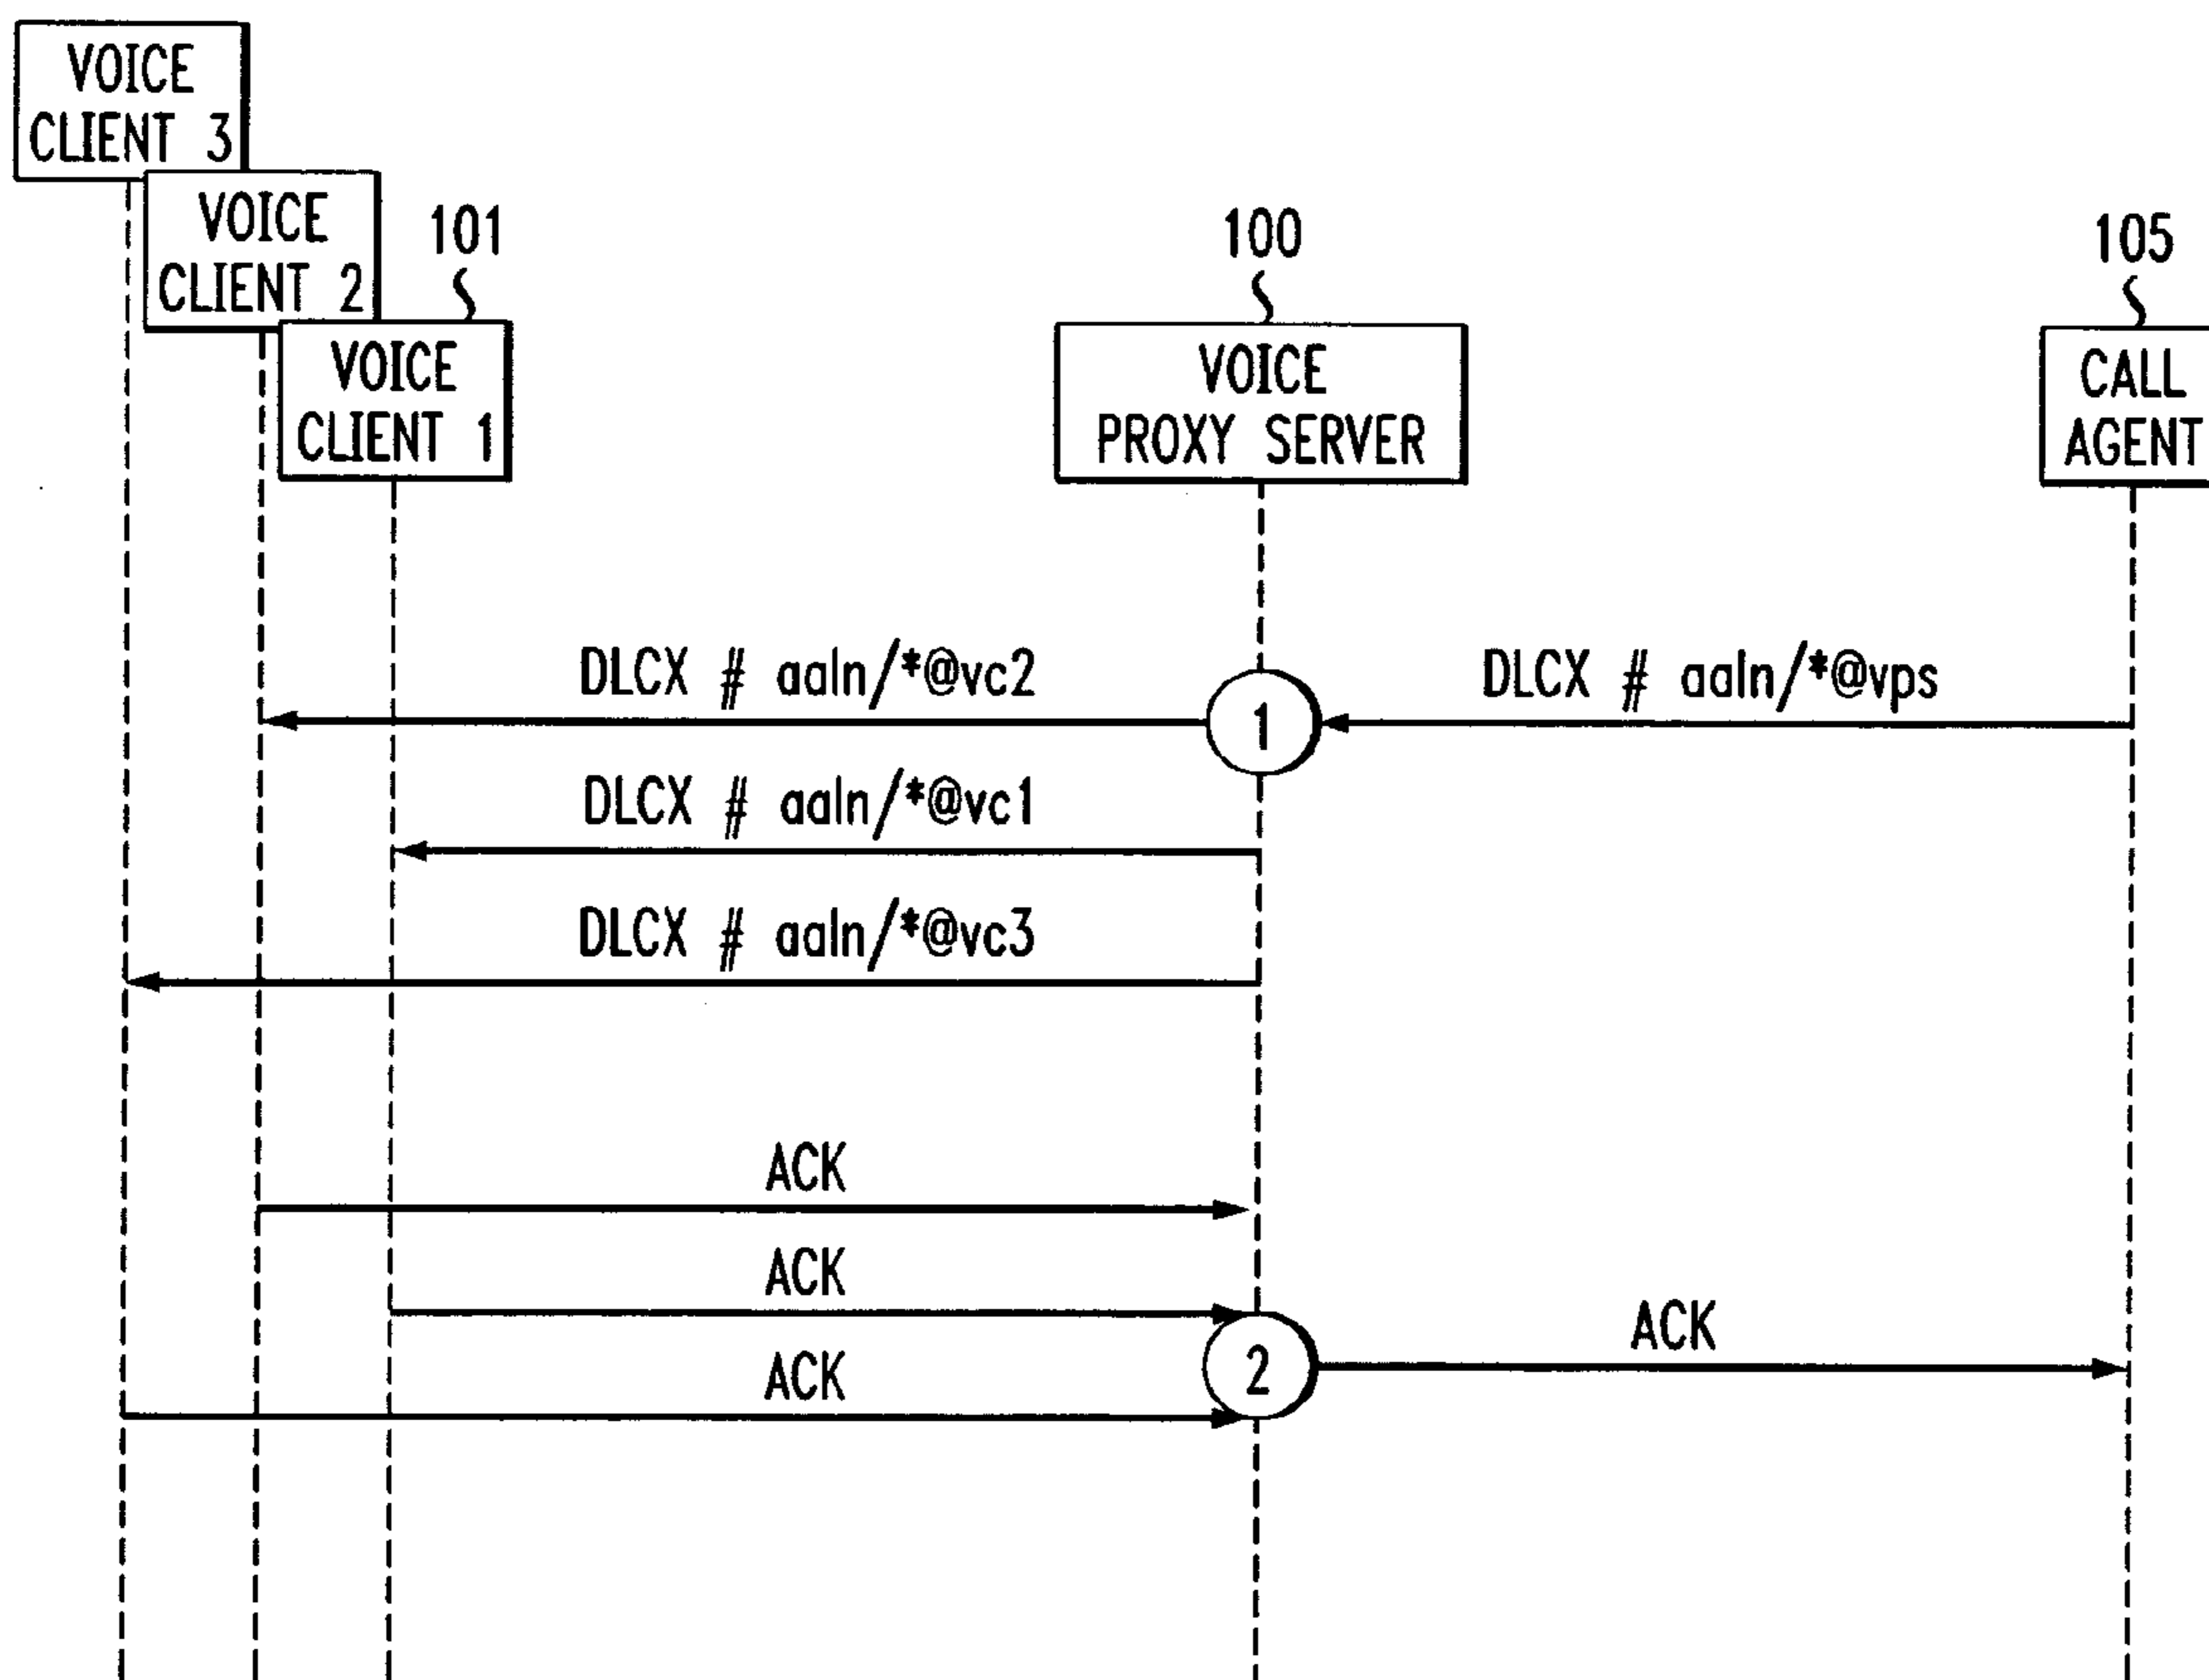 VOICE
CLIENT 3
VOICE
CLIENT 2
101
100
105
VOICE
CLIENT 1
VOICE
PROXY SERVER
CALL
AGENT
DLCX # aaln/*@vc2
1
DLCX # aaln/*@vps
DLCX # aaln/*@vc1
DLCX # aaln/*@vc3
ACK
ACK
ACK
2
ACK